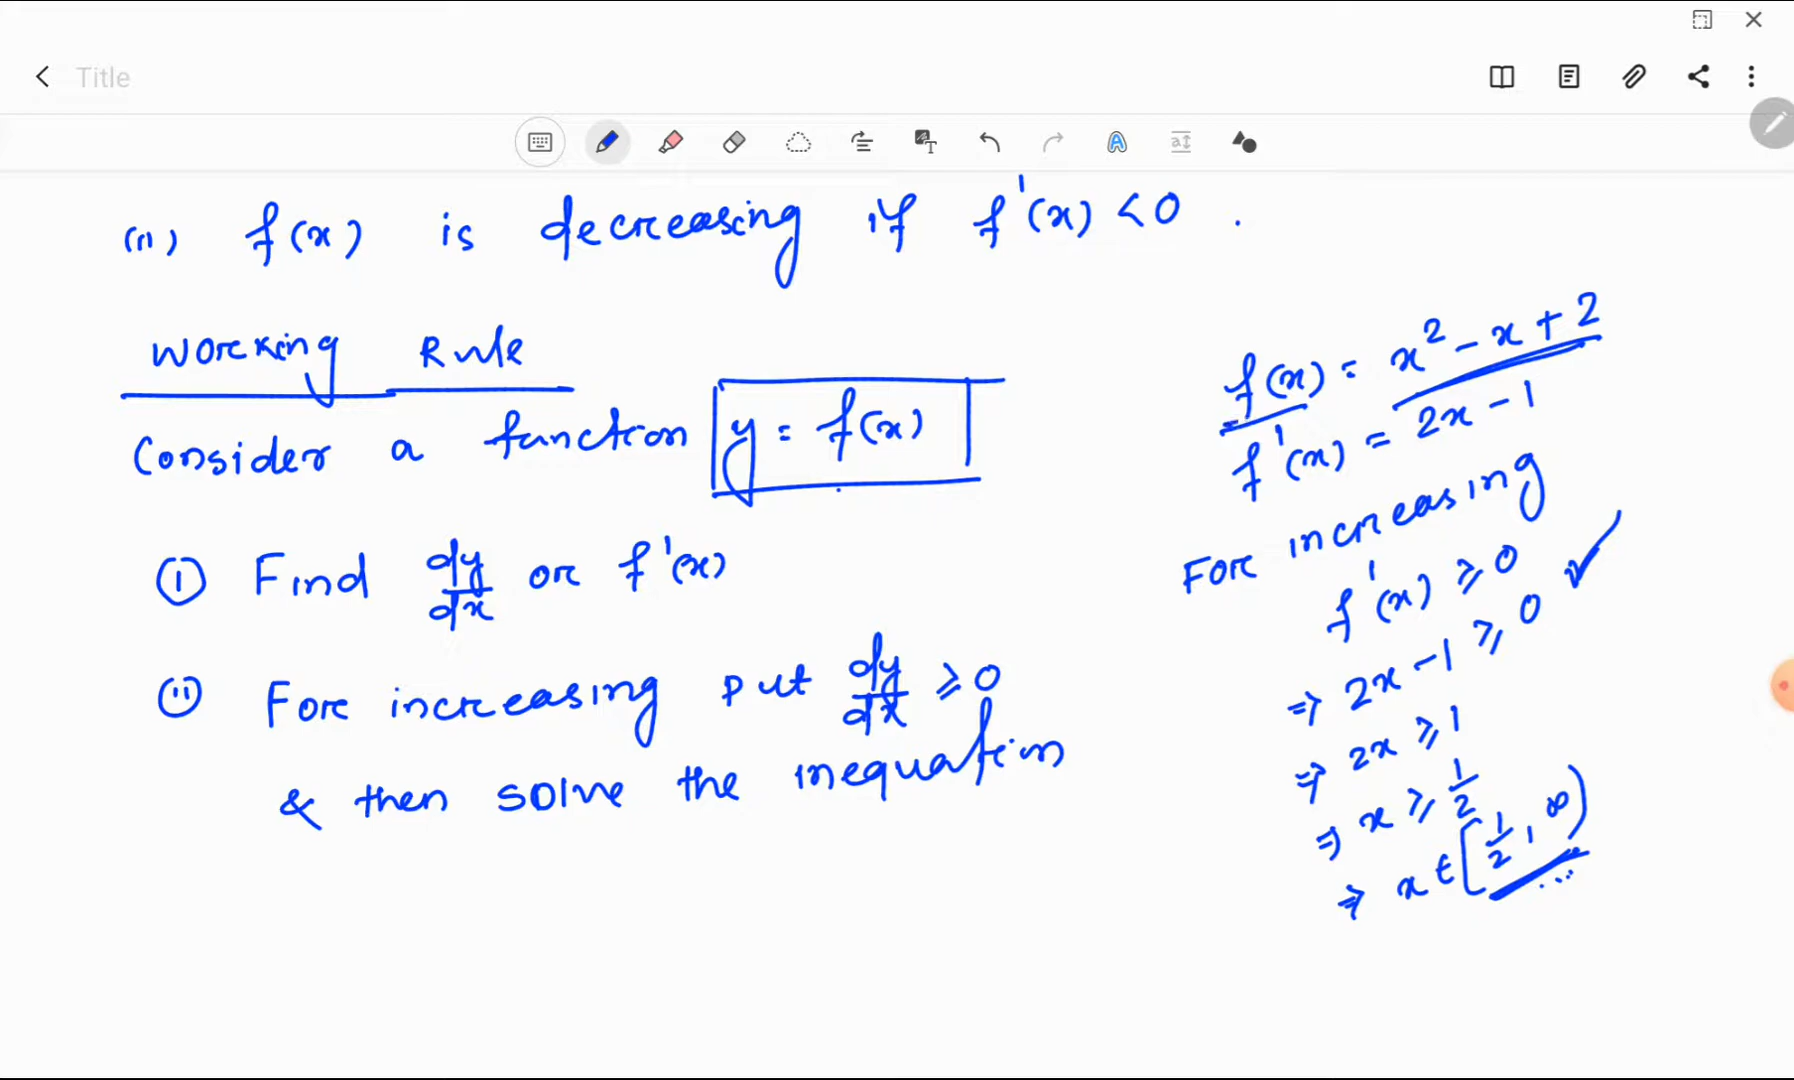 Title
(11) f(x) is decreasing if f'(x) < 0 .
Working Rule
Consider a function y = f(x)
(i) Find dy/dx or f'(x)
(ii) For increasing put dy/dx ⩾ 0
& then solve the inequation
f(x) = x² - x + 2
f'(x) = 2x - 1
For increasing
f'(x) ⩾ 0 ✓
⇒ 2x - 1 ⩾ 0
⇒ 2x ⩾ 1
⇒ x ⩾ 1/2
⇒ x ∈ [1/2, ∞)